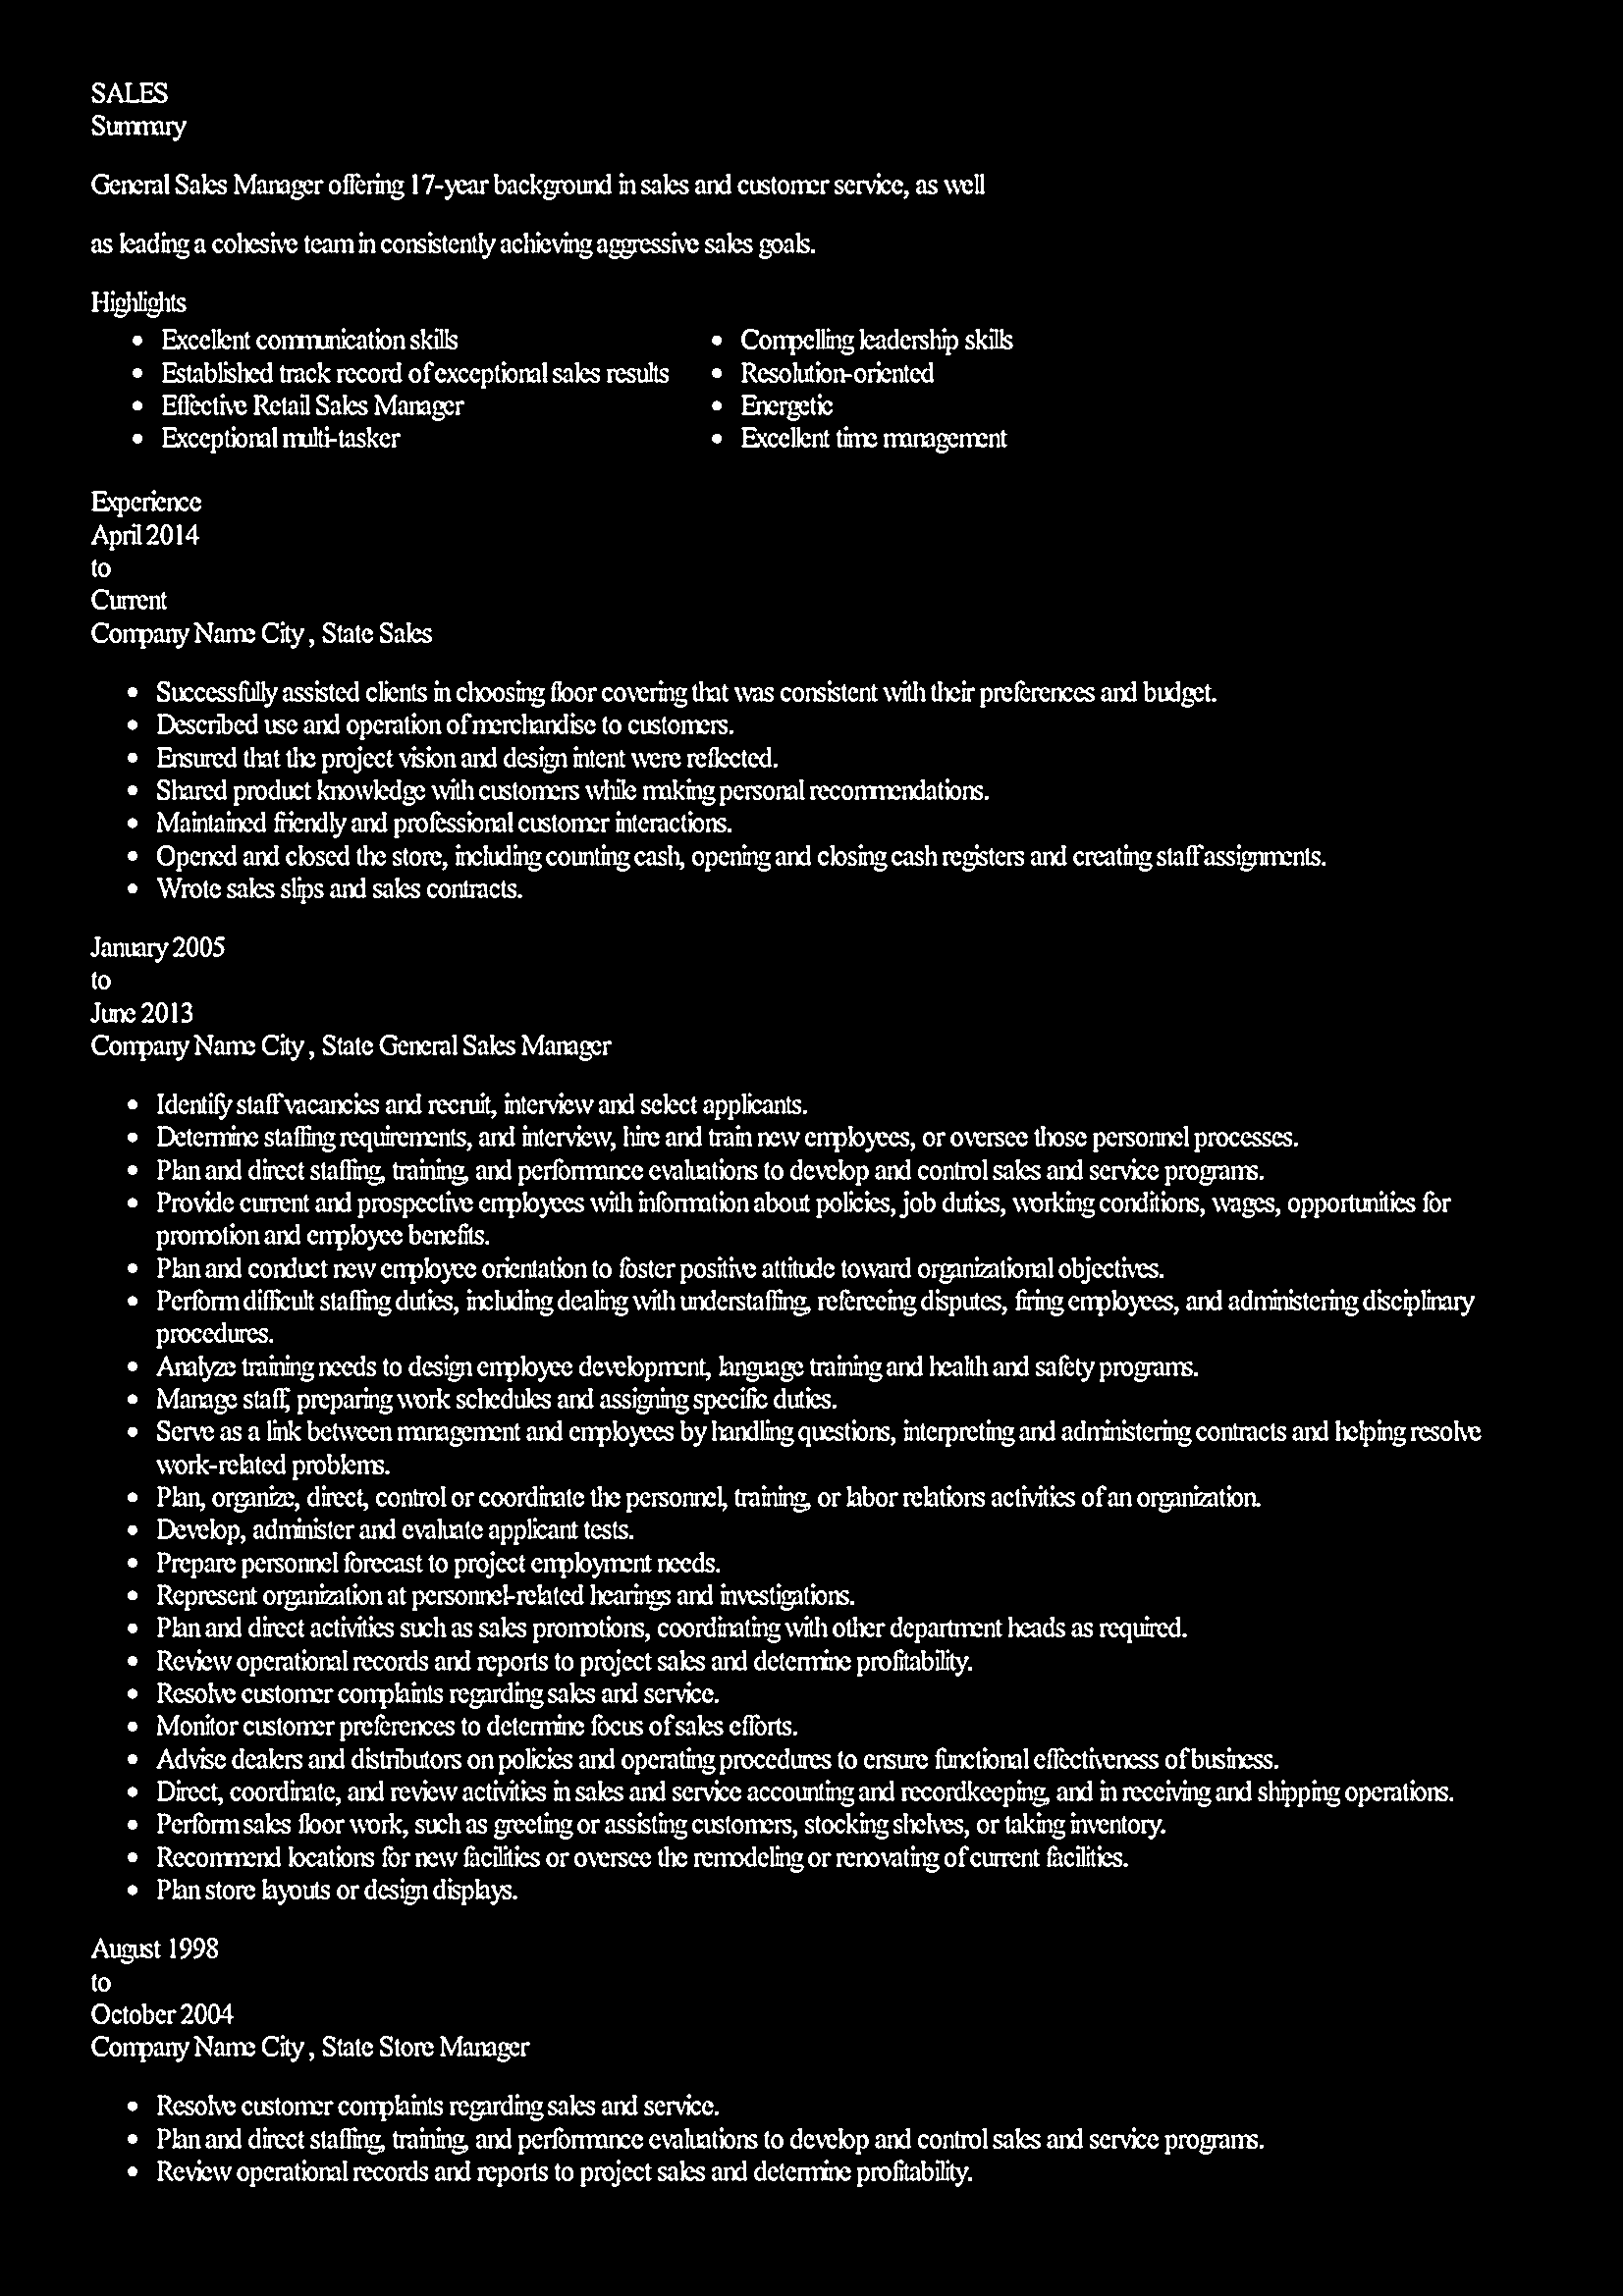 SALES
Summary
General Sales Manager offering 17-year background in sales and customer service, as well
as leading a cohesive team in consistently achieving aggressive sales goals.
Highlights
• Excellent communication skills
• Established track record of exceptional sales results
• Effective Retail Sales Manager
• Exceptional multi-tasker
• Compelling leadership skills
• Resolution-oriented
• Energetic
• Excellent time management
Experience
April 2014
to
Current
Company Name City , State Sales
• Successfully assisted clients in choosing floor covering that was consistent with their preferences and budget.
• Described use and operation of merchandise to customers.
• Ensured that the project vision and design intent were reflected.
• Shared product knowledge with customers while making personal recommendations.
• Maintained friendly and professional customer interactions.
• Opened and closed the store, including counting cash, opening and closing cash registers and creating staff assignments.
• Wrote sales slips and sales contracts.
January 2005
to
June 2013
Company Name City , State General Sales Manager
• Identify staff vacancies and recruit, interview and select applicants.
• Determine staffing requirements, and interview, hire and train new employees, or oversee those personnel processes.
• Plan and direct staffing, training, and performance evaluations to develop and control sales and service programs.
• Provide current and prospective employees with information about policies, job duties, working conditions, wages, opportunities for
promotion and employee benefits.
• Plan and conduct new employee orientation to foster positive attitude toward organizational objectives.
• Perform difficult staffing duties, including dealing with understaffing, refereeing disputes, firing employees, and administering disciplinary
procedures.
• Analyze training needs to design employee development, language training and health and safety programs.
• Manage staff, preparing work schedules and assigning specific duties.
• Serve as a link between management and employees by handling questions, interpreting and administering contracts and helping resolve
work-related problems.
• Plan, organize, direct, control or coordinate the personnel, training, or labor relations activities of an organization.
• Develop, administer and evaluate applicant tests.
• Prepare personnel forecast to project employment needs.
• Represent organization at personnel-related hearings and investigations.
• Plan and direct activities such as sales promotions, coordinating with other department heads as required.
• Review operational records and reports to project sales and determine profitability.
• Resolve customer complaints regarding sales and service.
• Monitor customer preferences to determine focus of sales efforts.
• Advise dealers and distributors on policies and operating procedures to ensure functional effectiveness of business.
• Direct, coordinate, and review activities in sales and service accounting and recordkeeping, and in receiving and shipping operations.
• Perform sales floor work, such as greeting or assisting customers, stocking shelves, or taking inventory.
• Recommend locations for new facilities or oversee the remodeling or renovating of current facilities.
• Plan store layouts or design displays.
August 1998
to
October 2004
Company Name City , State Store Manager
• Resolve customer complaints regarding sales and service.
• Plan and direct staffing, training, and performance evaluations to develop and control sales and service programs.
• Review operational records and reports to project sales and determine profitability.